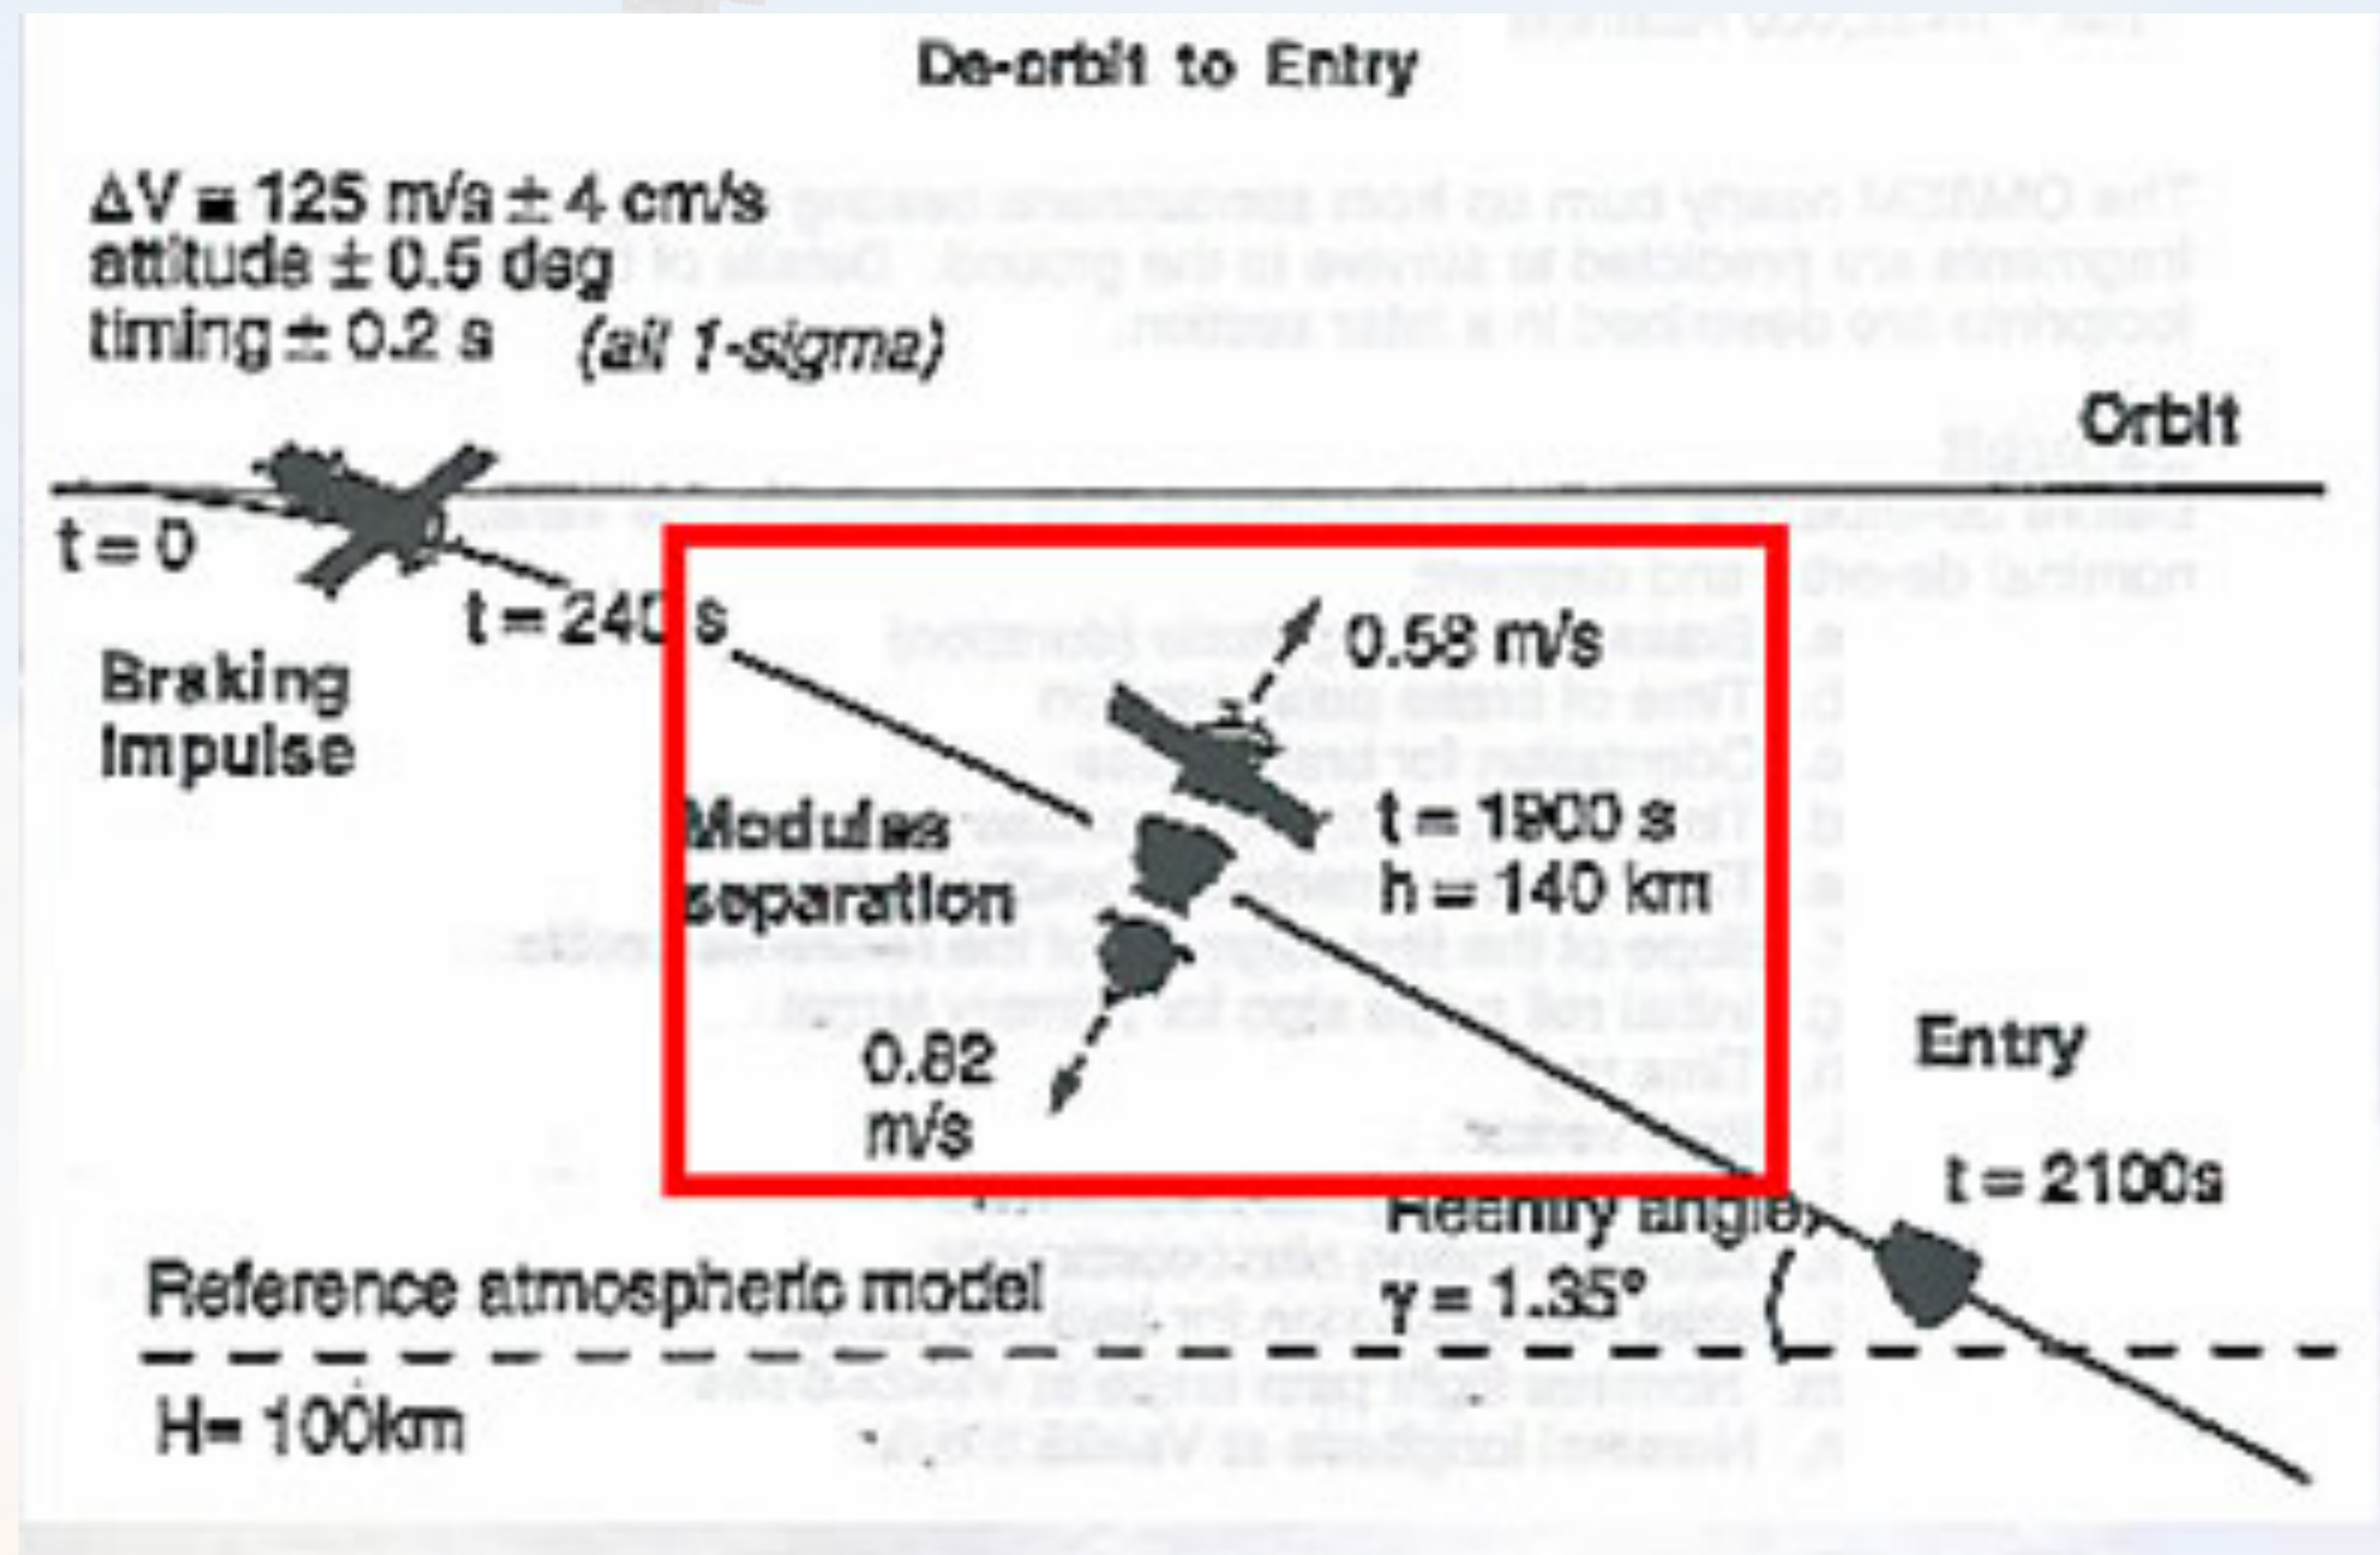 De-orbit to Entry
ΔV = 125 m/s ± 4 cm/s
attitude ± 0.5 deg
timing ± 0.2 s (all 1-sigma)
Orbit
t = 0
t = 240 s
Braking
Impulse
0.58 m/s
Modules
separation
t = 1900 s
h = 140 km
0.82
m/s
Entry
t = 2100s
Reentry angle
γ = 1.35°
Reference atmospheric model
H= 100km